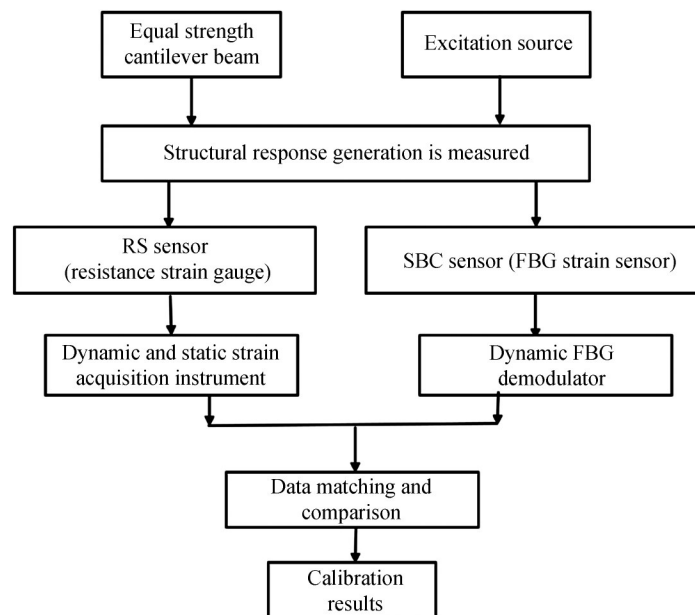 Equal strength
cantilever beam
Excitation source
Structural response generation is measured
RS sensor
(resistance strain gauge)
SBC sensor (FBG strain sensor)
Dynamic and static strain
acquisition instrument
Dynamic FBG
demodulator
Data matching and
comparison
Calibration
results